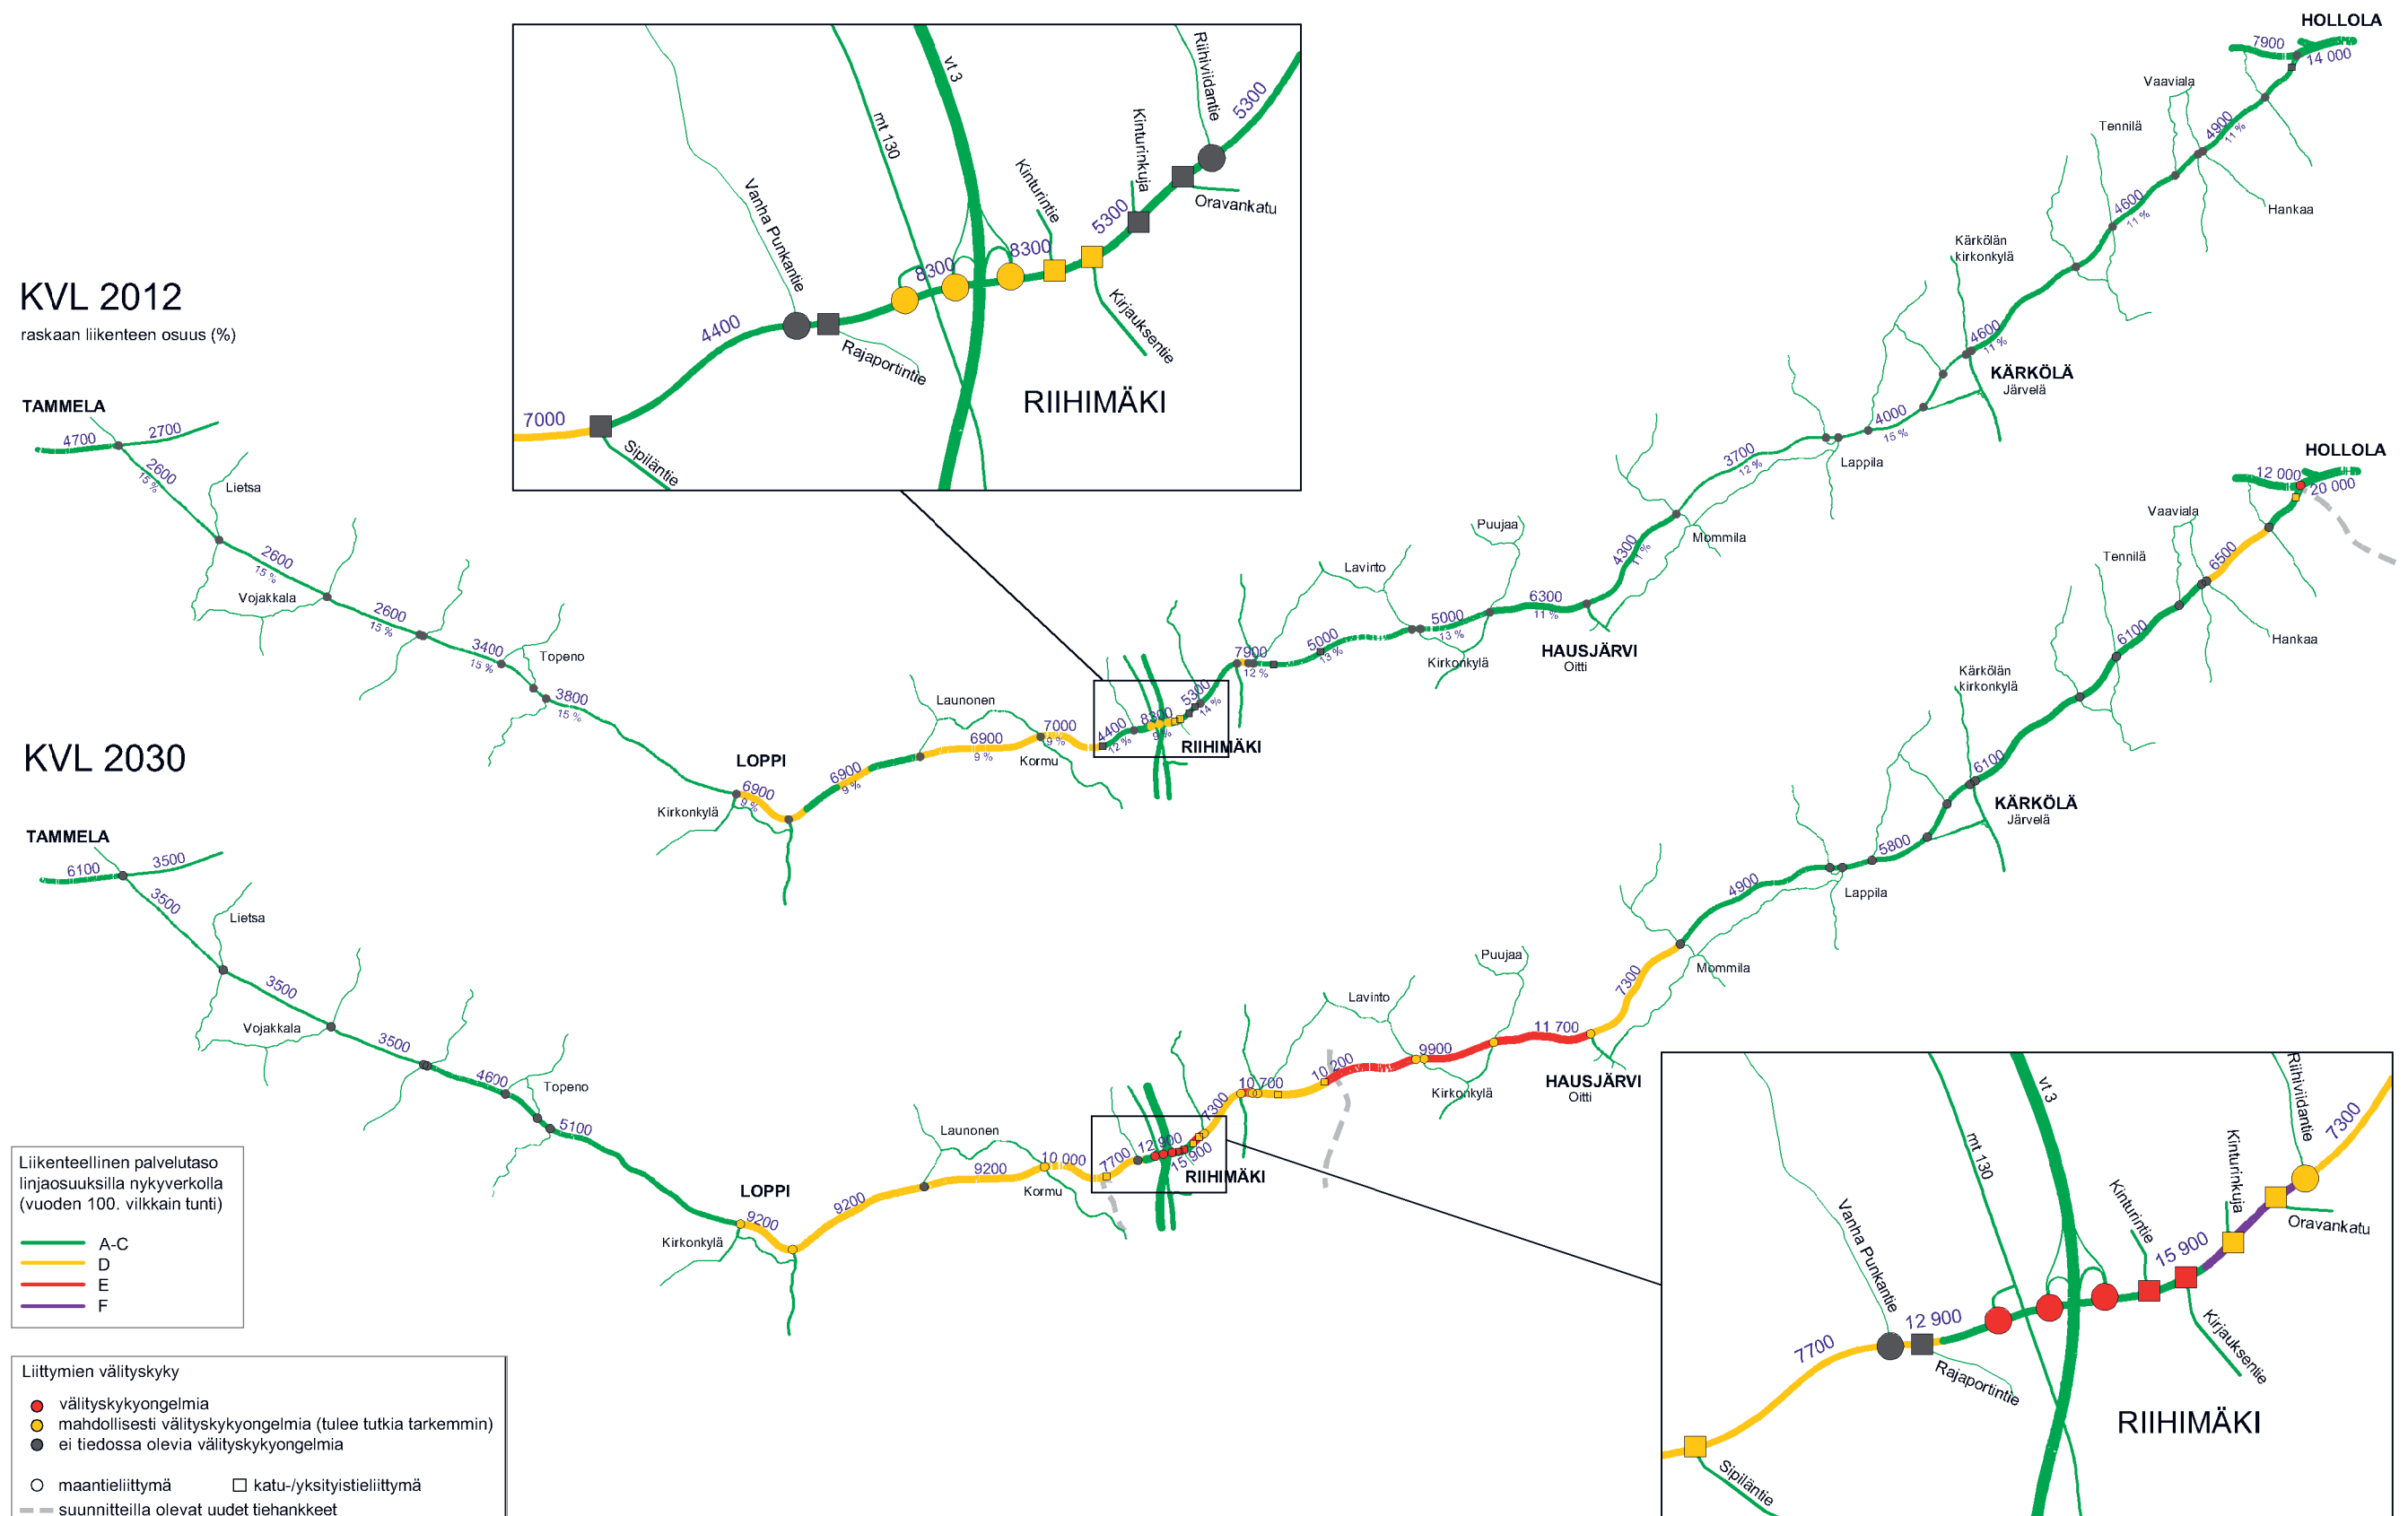 KVL 2012
raskaan liikenteen osuus (%)
TAMMELA
4700
2700
2600
15 %
Lietsa
2600
15 %
Vojakkala
2600
15 %
3400
15 %
Topeno
3800
15 %
LOPPI
Kirkonkylä
6900
9 %
6900
9 %
Launonen
6900
9 %
7000
9 %
Kormu
4400
12 %
8300
9 %
5300
14 %
RIIHIMÄKI
7900
12 %
5000
13 %
Lavinto
5000
13 %
Kirkonkylä
Puujaa
6300
11 %
HAUSJÄRVI
Oitti
4300
11 %
Mommila
3700
12 %
Lappila
4000
15 %
KÄRKÖLÄ
Järvelä
4600
11 %
Kärkölän
kirkonkylä
4600
11 %
Tennilä
Vaaviala
Hankaa
4900
11 %
7900
14 000
HOLLOLA
7000
Sipiläntie
4400
Vanha Punkantie
Rajaportintie
mt 130
8300
vt 3
8300
Kinturintie
Kirjauksentie
5300
Kinturinkuja
Oravankatu
Riihiviidantie
5300
RIIHIMÄKI
KVL 2030
TAMMELA
6100
3500
3500
Lietsa
3500
Vojakkala
3500
4600
Topeno
5100
LOPPI
Kirkonkylä
9200
9200
Launonen
9200
10 000
Kormu
7700
12 900
15 900
RIIHIMÄKI
7300
10 700
10 200
Lavinto
9900
Kirkonkylä
Puujaa
11 700
HAUSJÄRVI
Oitti
7300
Mommila
4900
Lappila
5800
KÄRKÖLÄ
Järvelä
6100
Kärkölän
kirkonkylä
6100
Tennilä
Vaaviala
Hankaa
6500
12 000
20 000
HOLLOLA
Sipiläntie
7700
Vanha Punkantie
12 900
Rajaportintie
mt 130
vt 3
Kinturintie
15 900
Kirjauksentie
Kinturinkuja
Oravankatu
Riihiviidantie
7300
RIIHIMÄKI
Liikenteellinen palvelutaso
linjaosuuksilla nykyverkolla
(vuoden 100. vilkkain tunti)
A-C
D
E
F
Liittymien välityskyky
välityskykyongelmia
mahdollisesti välityskykyongelmia (tulee tutkia tarkemmin)
ei tiedossa olevia välityskykyongelmia
maantieliittymä
katu-/yksityistieliittymä
suunnitteilla olevat uudet tiehankkeet